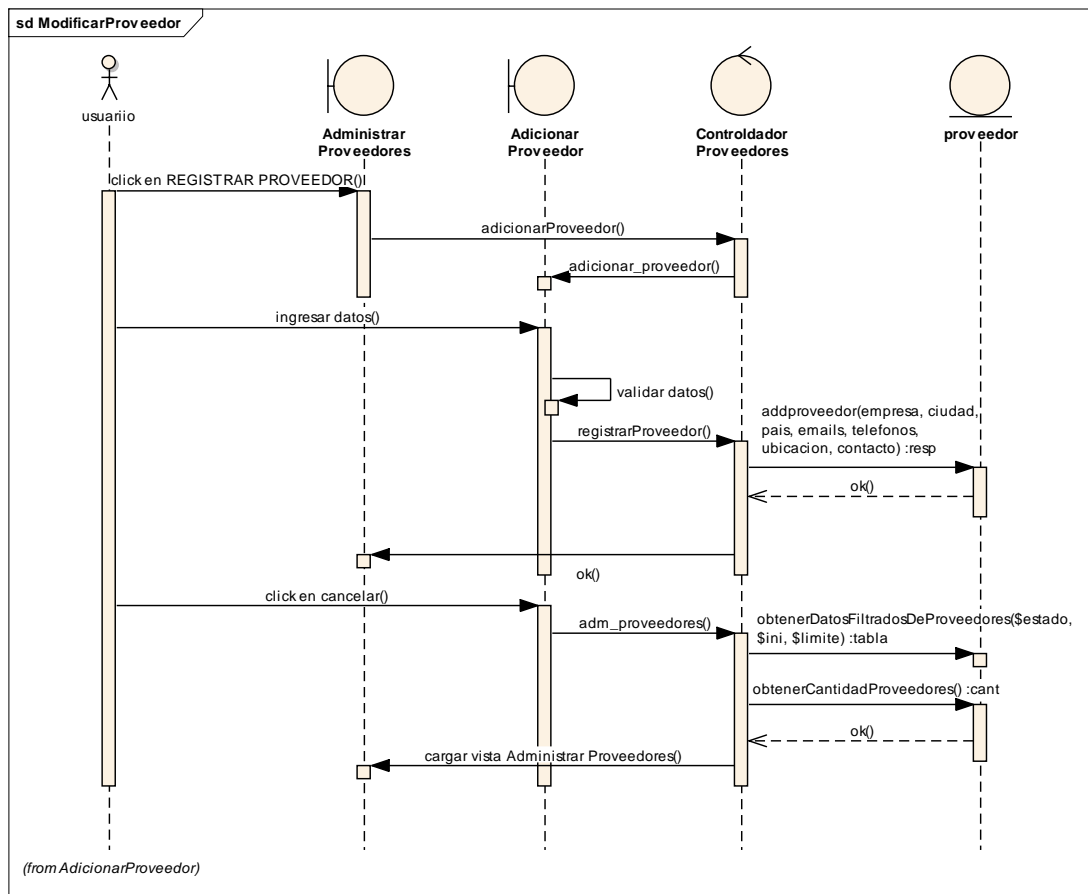 sd ModificarProveedor
usuariio
Administrar
Proveedores
Adicionar
Proveedor
Controldador
Proveedores
proveedor
click en REGISTRAR PROVEEDOR()
adicionarProveedor()
adicionar_proveedor()
ingresar datos()
validar datos()
addproveedor(empresa, ciudad,
pais, emails, telefonos,
ubicacion, contacto) :resp
registrarProveedor()
ok()
ok()
click en cancelar()
adm_proveedores()
obtenerDatosFiltradosDeProveedores($estado,
$ini, $limite) :tabla
obtenerCantidadProveedores() :cant
ok()
cargar vista Administrar Proveedores()
(from AdicionarProveedor)